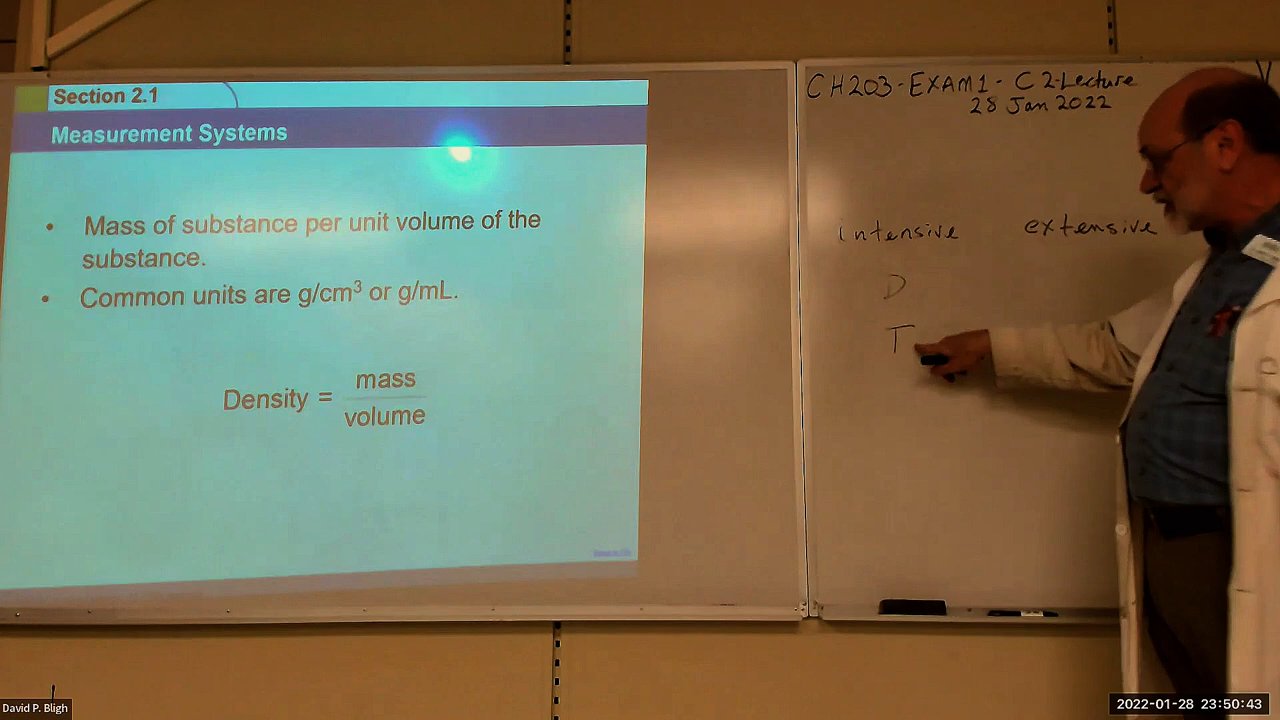 Section 2.1
Measurement Systems
• Mass of substance per unit volume of the
substance.
• Common units are g/cm³ or g/mL.
Density = mass
volume
CH203-EXAM1-C2-Lecture
28 Jan 2022
intensive extensive
D
T
David P. Bligh
2022-01-28 23:50:43